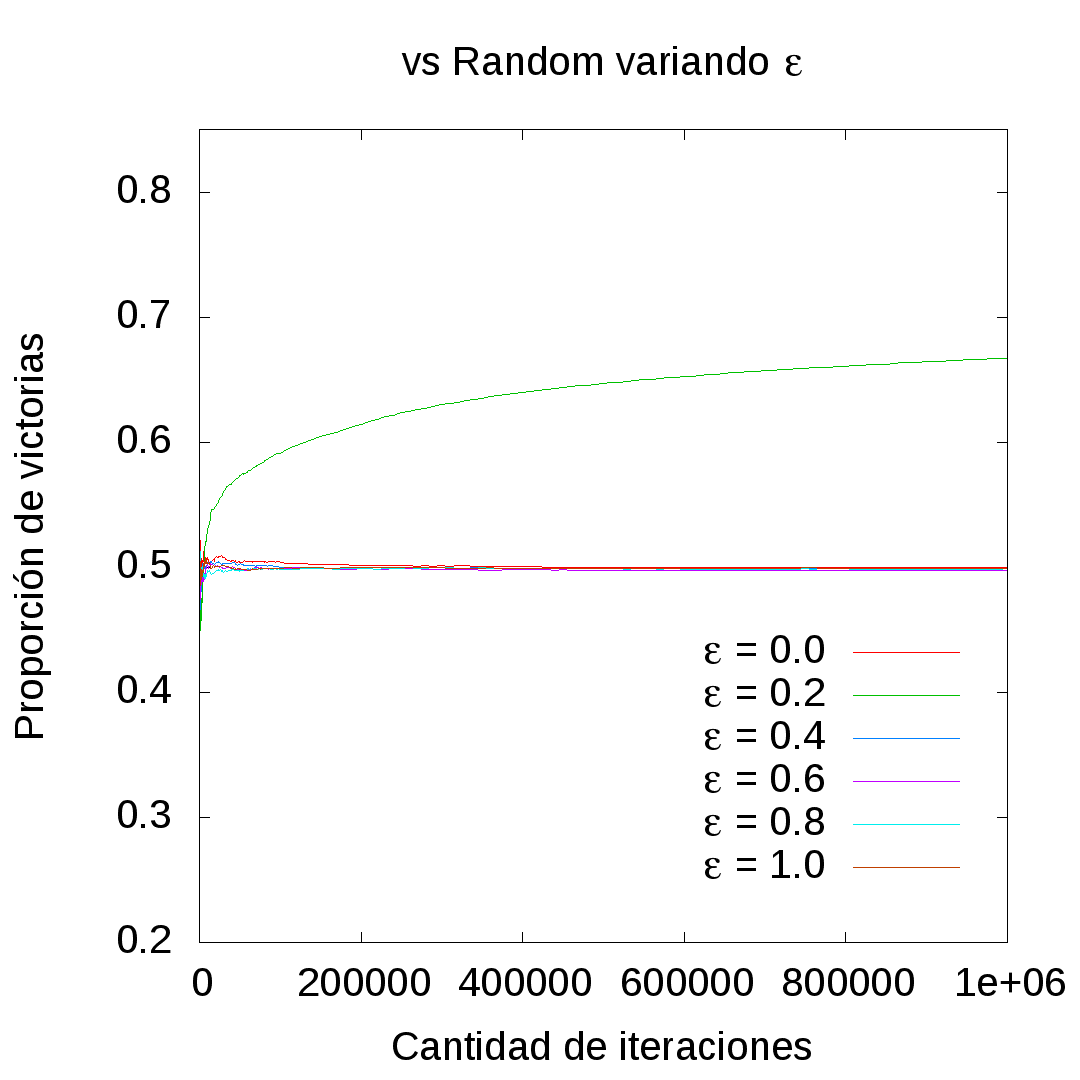 vs Random variando ε
0.8
0.7
0.6
0.5
0.4
0.3
0.2
Proporción de victorias
ε = 0.0
ε = 0.2
ε = 0.4
ε = 0.6
ε = 0.8
ε = 1.0
0 200000 400000 600000 800000 1e+06
Cantidad de iteraciones